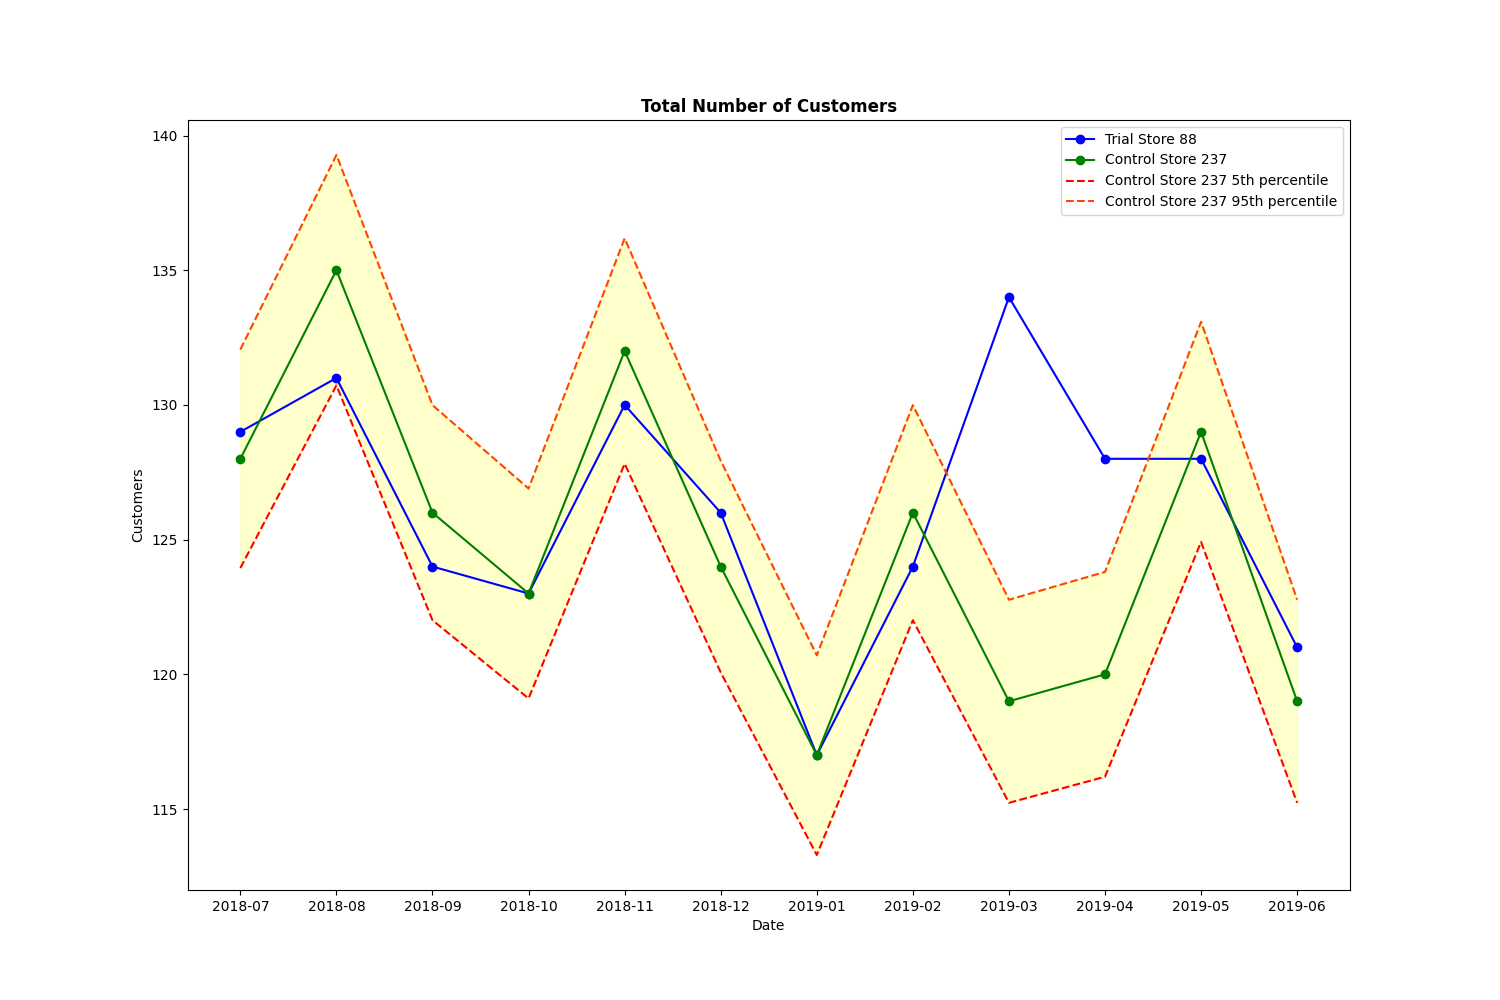 Total Number of Customers
Trial Store 88
Control Store 237
Control Store 237 5th percentile
Control Store 237 95th percentile
140
135
130
125
120
115
Customers
2018-07 2018-08 2018-09 2018-10 2018-11 2018-12 2019-01 2019-02 2019-03 2019-04 2019-05 2019-06
Date